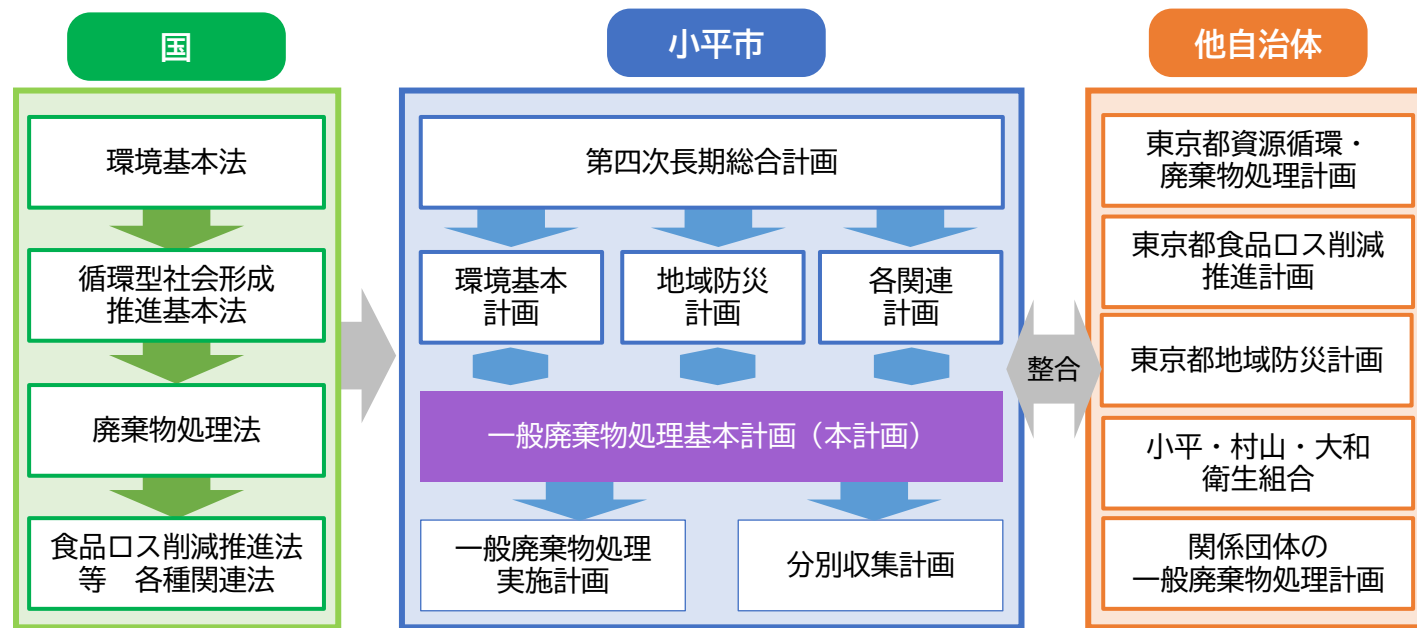 国
環境基本法
循環型社会形成
推進基本法
廃棄物処理法
食品ロス削減推進法
等　各種関連法
小平市
第四次長期総合計画
環境基本
計画
地域防災
計画
各関連
計画
一般廃棄物処理基本計画（本計画）
一般廃棄物処理
実施計画
分別収集計画
整合
他自治体
東京都資源循環・
廃棄物処理計画
東京都食品ロス削減
推進計画
東京都地域防災計画
小平・村山・大和
衛生組合
関係団体の
一般廃棄物処理計画